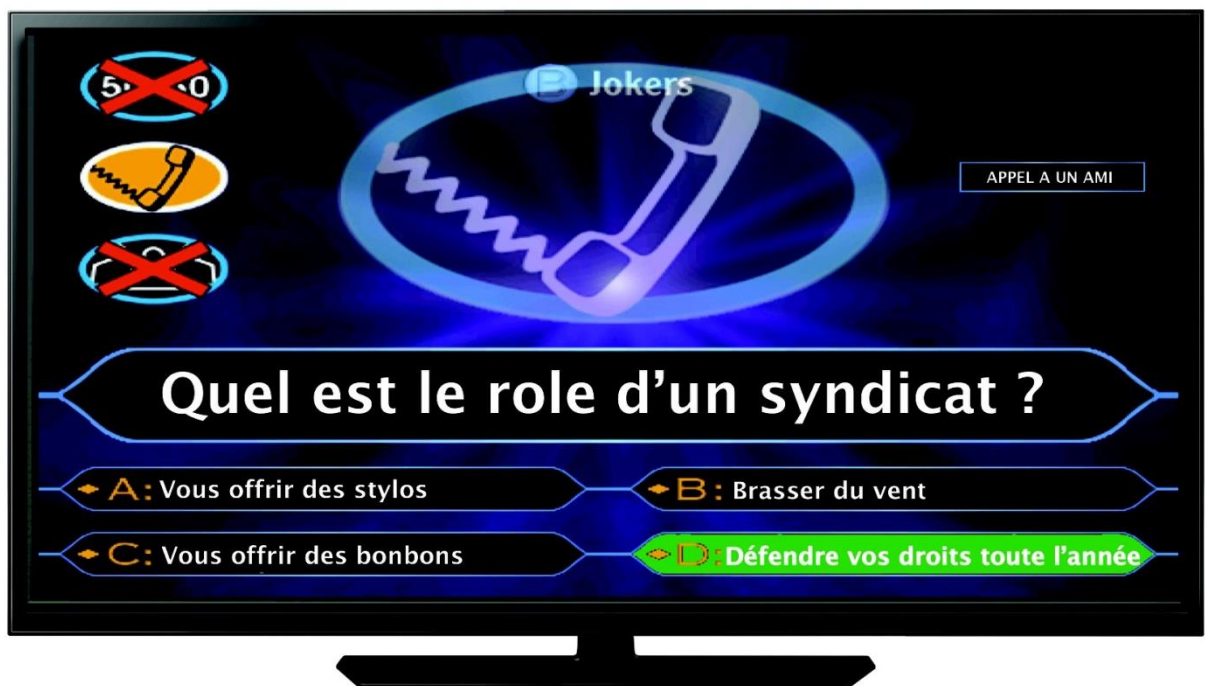 B Jokers
APPEL A UN AMI
Quel est le role d’un syndicat ?
A: Vous offrir des stylos
B: Brasser du vent
C: Vous offrir des bonbons
D: Défendre vos droits toute l’année